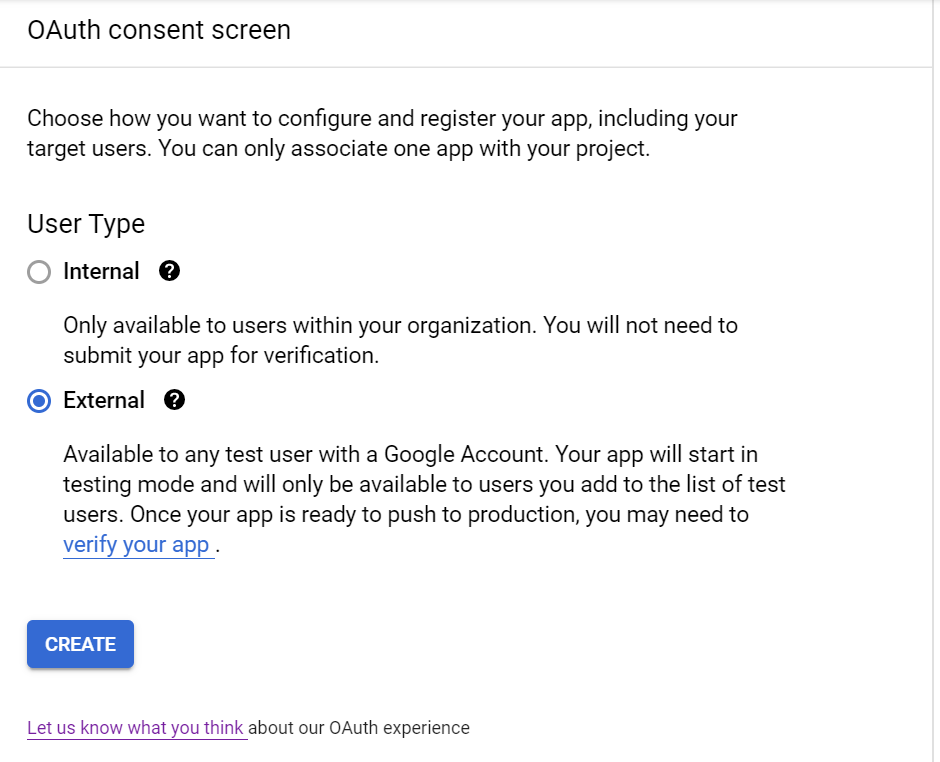 OAuth consent screen
Choose how you want to configure and register your app, including your
target users. You can only associate one app with your project.
User Type
Internal ?
Only available to users within your organization. You will not need to
submit your app for verification.
External ?
Available to any test user with a Google Account. Your app will start in
testing mode and will only be available to users you add to the list of test
users. Once your app is ready to push to production, you may need to
verify your app .
CREATE
Let us know what you think about our OAuth experience